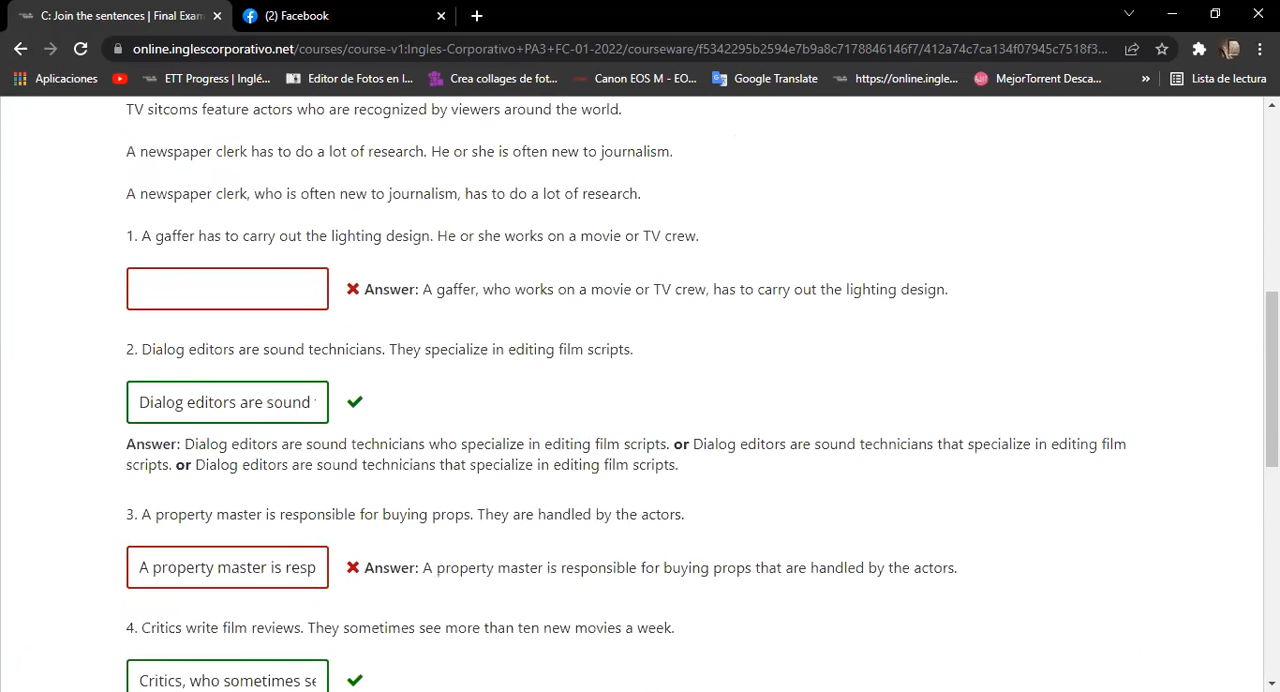 C: Join the sentences | Final Exam
(2) Facebook
online.inglescorporativo.net/courses/course-v1:Ingles-Corporativo+PA3+FC-01-2022/courseware/f5342295b2594e7b9a8c7178846146f7/412a74c7ca134f07945c7518f3...
Aplicaciones
ETT Progress | Inglé...
Editor de Fotos en l...
Crea collages de fot...
Canon EOS M - EO...
Google Translate
https://online.ingle...
MejorTorrent Desca...
»
Lista de lectura
TV sitcoms feature actors who are recognized by viewers around the world.
A newspaper clerk has to do a lot of research. He or she is often new to journalism.
A newspaper clerk, who is often new to journalism, has to do a lot of research.
1. A gaffer has to carry out the lighting design. He or she works on a movie or TV crew.
Answer: A gaffer, who works on a movie or TV crew, has to carry out the lighting design.
2. Dialog editors are sound technicians. They specialize in editing film scripts.
Dialog editors are sound
Answer: Dialog editors are sound technicians who specialize in editing film scripts. or Dialog editors are sound technicians that specialize in editing film
scripts. or Dialog editors are sound technicians that specialize in editing film scripts.
3. A property master is responsible for buying props. They are handled by the actors.
A property master is resp
Answer: A property master is responsible for buying props that are handled by the actors.
4. Critics write film reviews. They sometimes see more than ten new movies a week.
Critics, who sometimes se